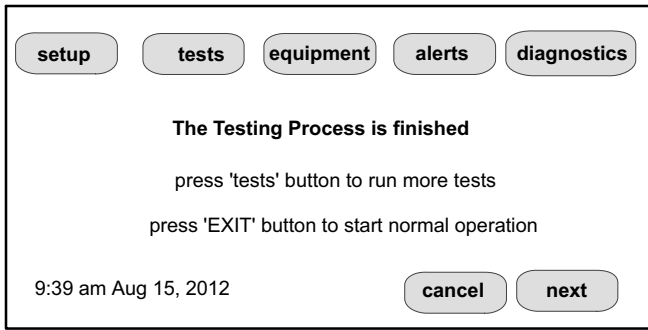 setup tests equipment alerts diagnostics
The Testing Process is finished
press 'tests' button to run more tests
press 'EXIT' button to start normal operation
9:39 am Aug 15, 2012 cancel next